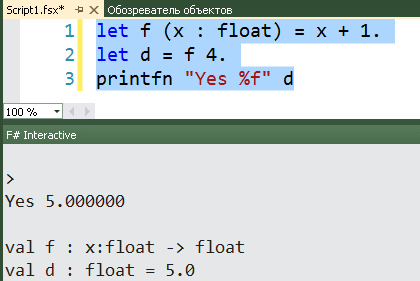 Script1.fsx* Обозреватель объектов
1 let f (x : float) = x + 1.
2 let d = f 4.
3 printfn "Yes %f" d
100 %
F# Interactive
>
Yes 5.000000
val f : x:float -> float
val d : float = 5.0